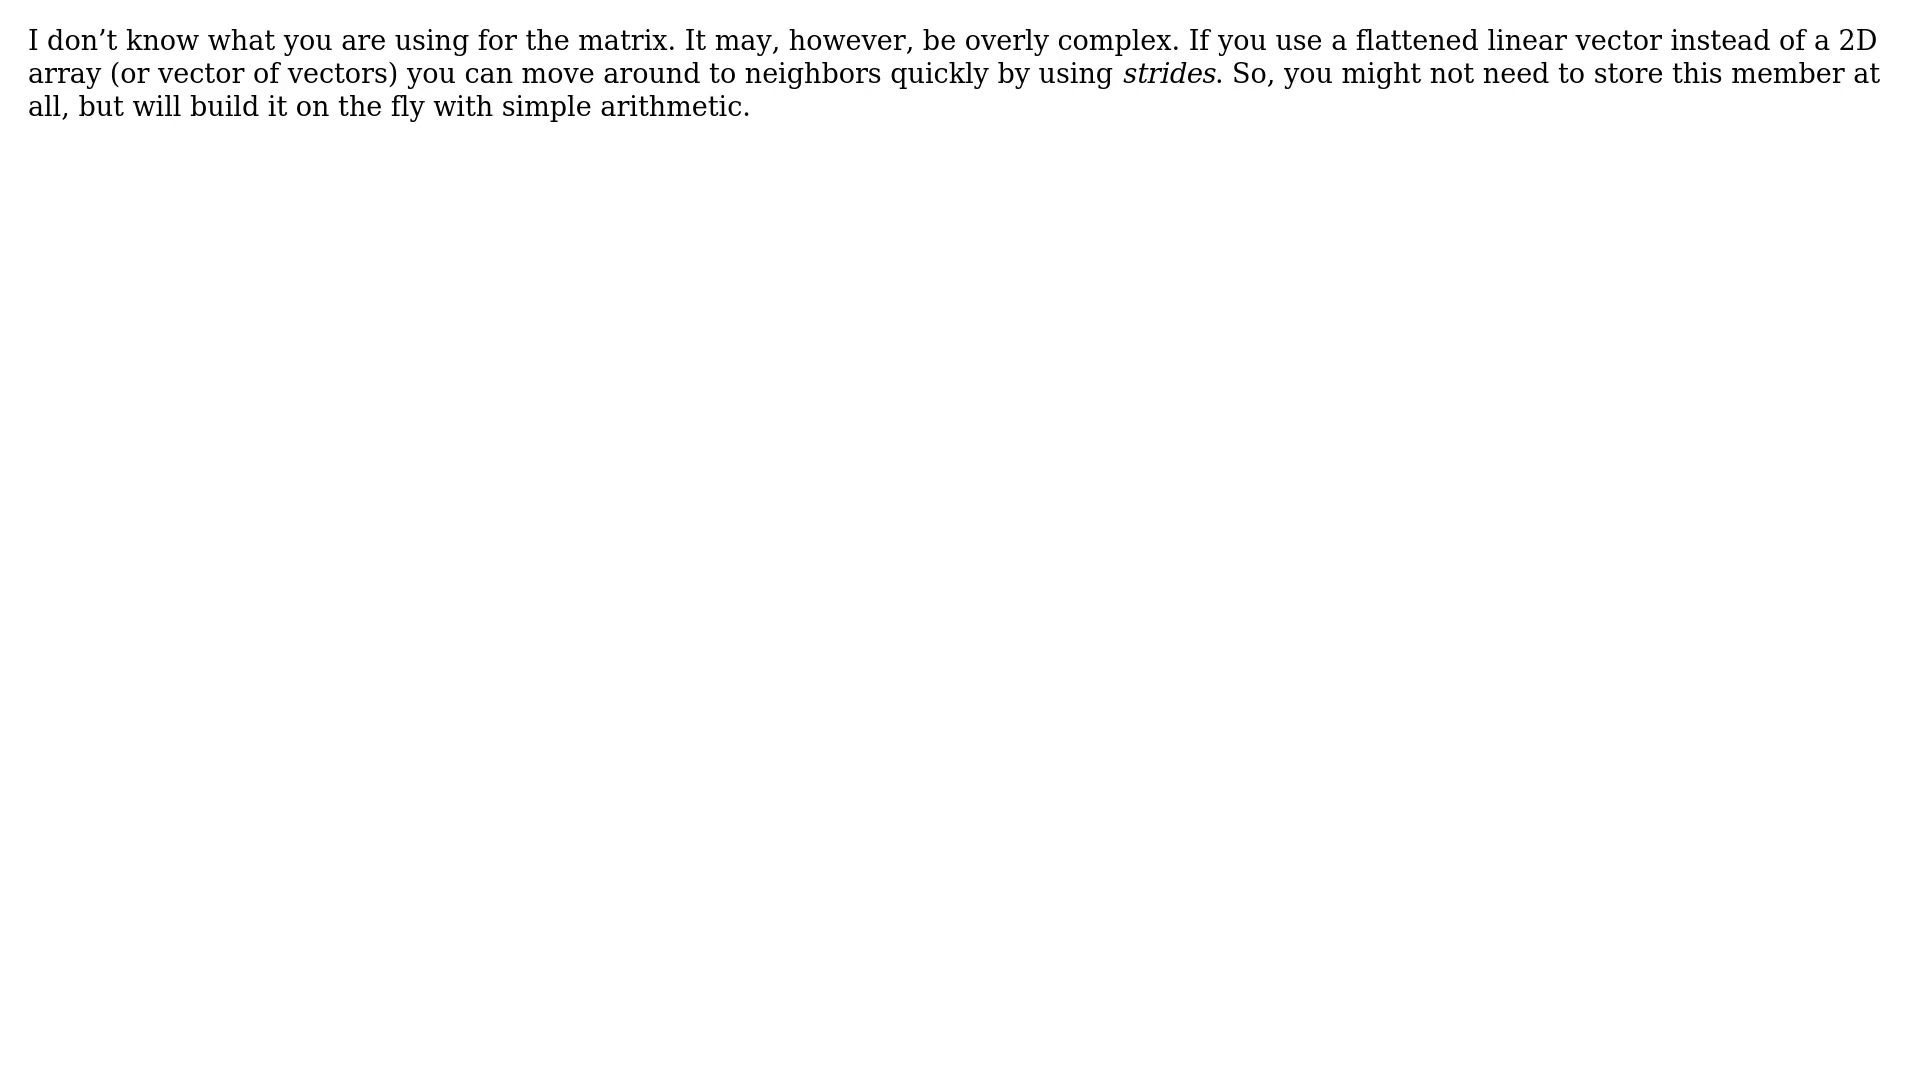 I don’t know what you are using for the matrix. It may, however, be overly complex. If you use a flattened linear vector instead of a 2D
array (or vector of vectors) you can move around to neighbors quickly by using strides. So, you might not need to store this member at
all, but will build it on the fly with simple arithmetic.